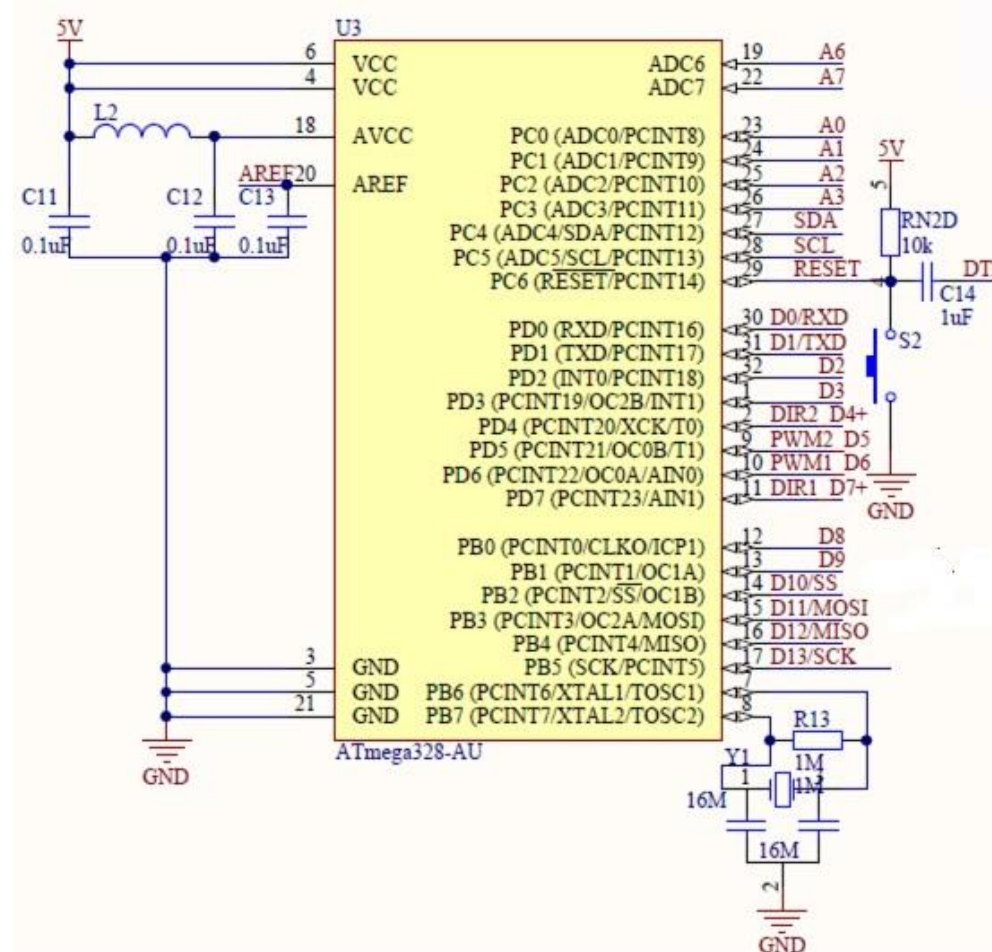 U3
5V
6 VCC
4 VCC
L2
18 AVCC
AREF 20 AREF
C11
0.1uF
C12
0.1uF
C13
0.1uF
3 GND
5 GND
21 GND
GND
ATmega328-AU
ADC6 19 A6
ADC7 22 A7
PC0 (ADC0/PCINT8) 23 A0
PC1 (ADC1/PCINT9) 24 A1
PC2 (ADC2/PCINT10) 25 A2
PC3 (ADC3/PCINT11) 26 A3
PC4 (ADC4/SDA/PCINT12) 27 SDA
PC5 (ADC5/SCL/PCINT13) 28 SCL
PC6 (RESET/PCINT14) 29 RESET
PD0 (RXD/PCINT16) 30 D0/RXD
PD1 (TXD/PCINT17) 31 D1/TXD
PD2 (INT0/PCINT18) 32 D2
PD3 (PCINT19/OC2B/INT1) 1 D3
PD4 (PCINT20/XCK/T0) 2 DIR2 D4+
PD5 (PCINT21/OC0B/T1) 9 PWM2 D5
PD6 (PCINT22/OC0A/AIN0) 10 PWM1 D6
PD7 (PCINT23/AIN1) 11 DIR1 D7+
PB0 (PCINT0/CLKO/ICP1) 12 D8
PB1 (PCINT1/OC1A) 13 D9
PB2 (PCINT2/SS/OC1B) 14 D10/SS
PB3 (PCINT3/OC2A/MOSI) 15 D11/MOSI
PB4 (PCINT4/MISO) 16 D12/MISO
PB5 (SCK/PCINT5) 17 D13/SCK
PB6 (PCINT6/XTAL1/TOSC1) 7
PB7 (PCINT7/XTAL2/TOSC2) 8
5V
5
RN2D
10k
4
DT
C14
1uF
S2
GND
R13
1M
Y1
1
1M
16M
16M
2
GND